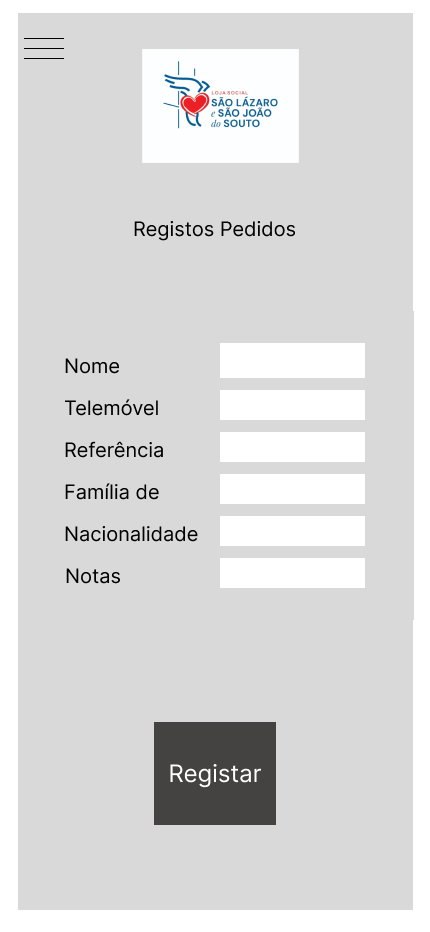 LOJA SOCIAL
SÃO LÁZARO
e SÃO JOÃO
do SOUTO
Registos Pedidos
Nome
Telemóvel
Referência
Família de
Nacionalidade
Notas
Registar